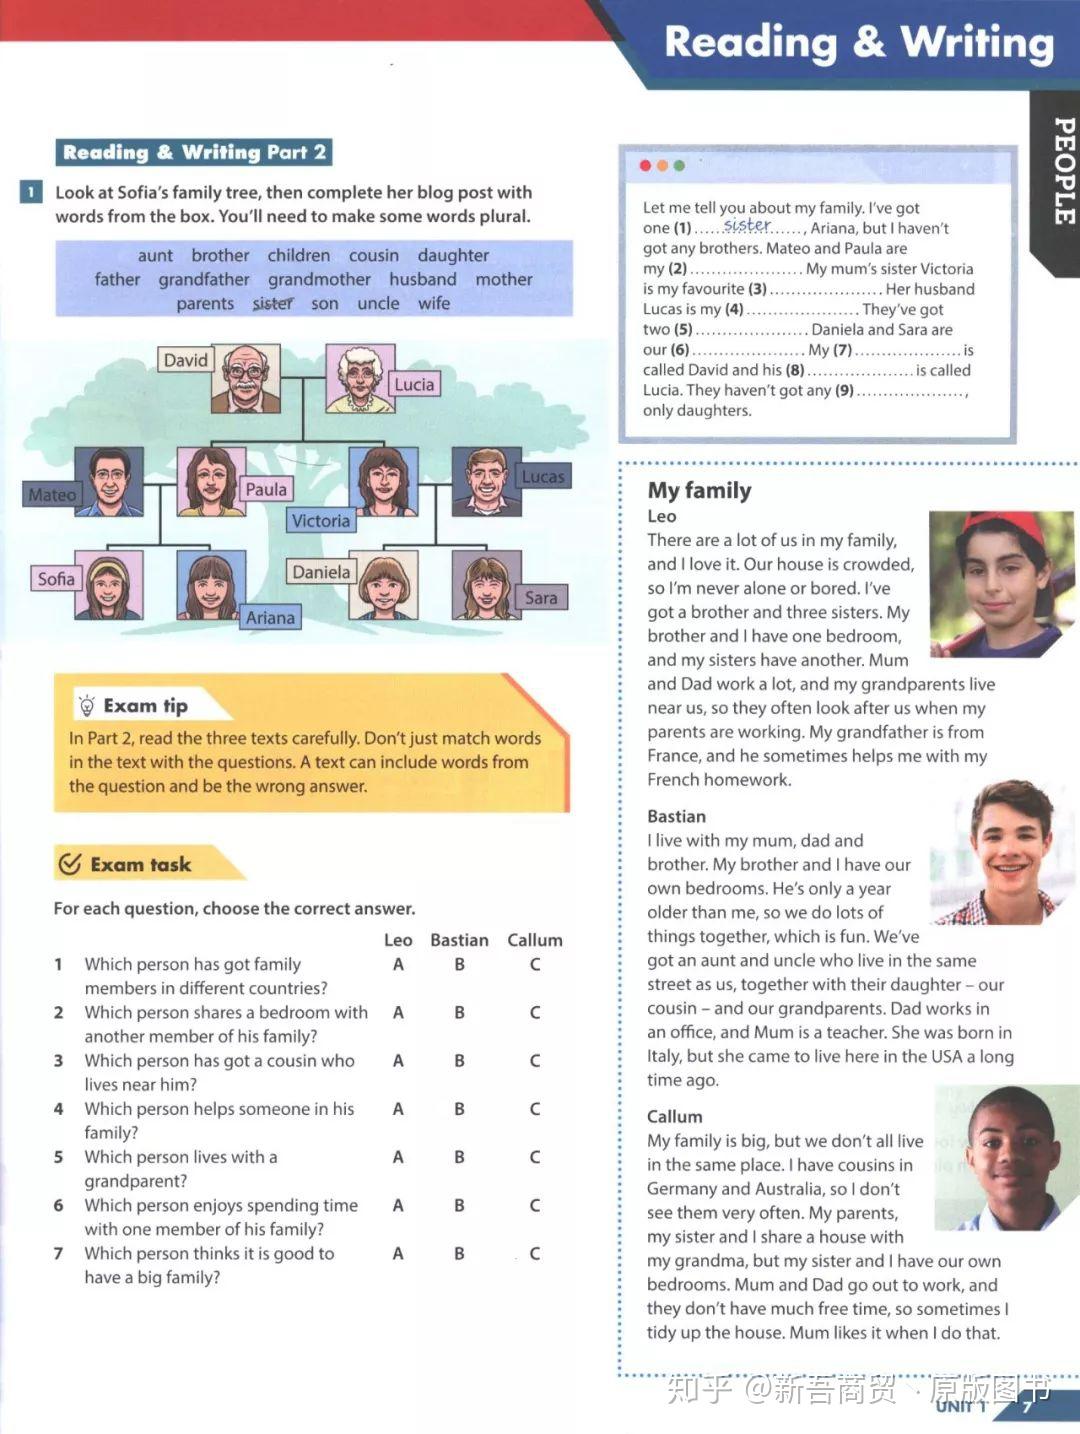 Reading & Writing
PEOPLE
Reading & Writing Part 2
1 Look at Sofia's family tree, then complete her blog post with
words from the box. You'll need to make some words plural.
aunt brother children cousin daughter
father grandfather grandmother husband mother
parents sister son uncle wife
David
Lucia
Mateo
Paula
Victoria
Lucas
Sofia
Ariana
Daniela
Sara
Exam tip
In Part 2, read the three texts carefully. Don't just match words
in the text with the questions. A text can include words from
the question and be the wrong answer.
Exam task
For each question, choose the correct answer.
Leo Bastian Callum
1 Which person has got family A B C
members in different countries?
2 Which person shares a bedroom with A B C
another member of his family?
3 Which person has got a cousin who A B C
lives near him?
4 Which person helps someone in his A B C
family?
5 Which person lives with a A B C
grandparent?
6 Which person enjoys spending time A B C
with one member of his family?
7 Which person thinks it is good to A B C
have a big family?
Let me tell you about my family. I've got
one (1) .....sister......, Ariana, but I haven't
got any brothers. Mateo and Paula are
my (2) ..................... My mum's sister Victoria
is my favourite (3) ..................... Her husband
Lucas is my (4) ..................... They've got
two (5) ..................... Daniela and Sara are
our (6) ..................... My (7) .................... is
called David and his (8) .................... is called
Lucia. They haven't got any (9) ....................,
only daughters.
My family
Leo
There are a lot of us in my family,
and I love it. Our house is crowded,
so I'm never alone or bored. I've
got a brother and three sisters. My
brother and I have one bedroom,
and my sisters have another. Mum
and Dad work a lot, and my grandparents live
near us, so they often look after us when my
parents are working. My grandfather is from
France, and he sometimes helps me with my
French homework.
Bastian
I live with my mum, dad and
brother. My brother and I have our
own bedrooms. He's only a year
older than me, so we do lots of
things together, which is fun. We've
got an aunt and uncle who live in the same
street as us, together with their daughter – our
cousin – and our grandparents. Dad works in
an office, and Mum is a teacher. She was born in
Italy, but she came to live here in the USA a long
time ago.
Callum
My family is big, but we don't all live
in the same place. I have cousins in
Germany and Australia, so I don't
see them very often. My parents,
my sister and I share a house with
my grandma, but my sister and I have our own
bedrooms. Mum and Dad go out to work, and
they don't have much free time, so sometimes I
tidy up the house. Mum likes it when I do that.
知乎 @新吾商贸丶原版图书
UNIT 1 7